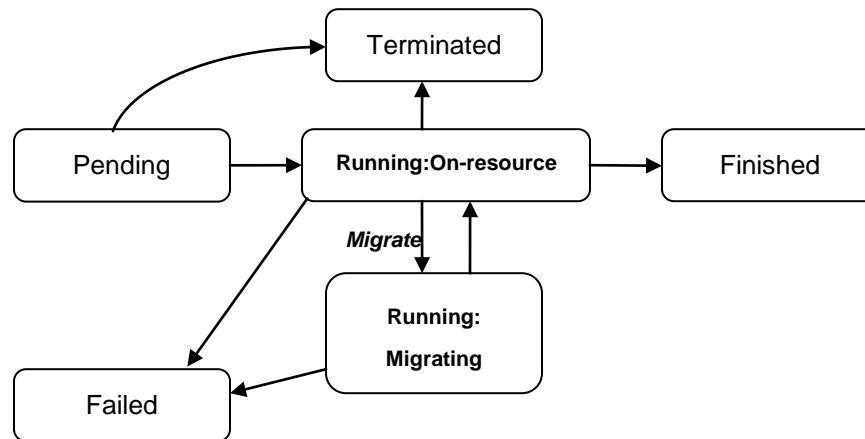 Terminated
Pending
Running:On-resource
Finished
Migrate
Running:
Migrating
Failed